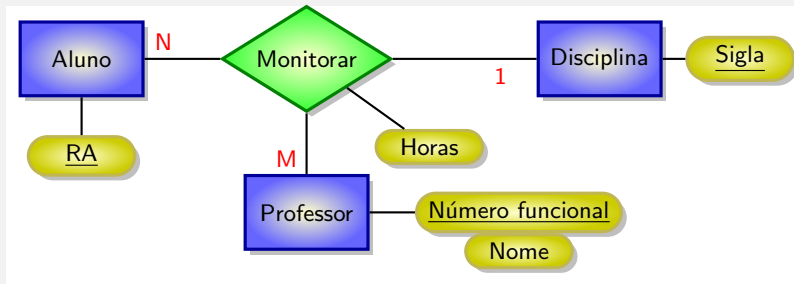 Aluno
N
Monitorar
1
Disciplina
Sigla
RA
M
Horas
Professor
Número funcional
Nome